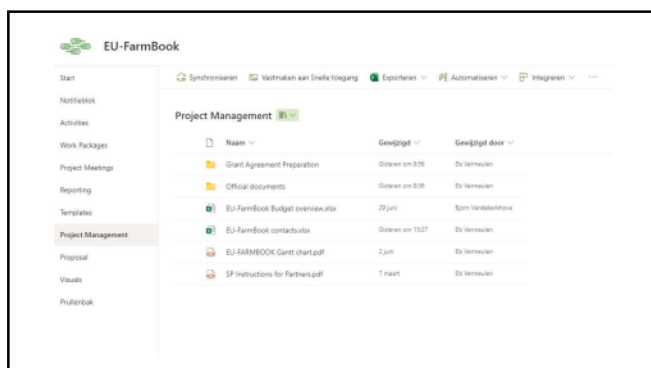 EU-FarmBook
Start
Notitieblok
Activities
Work Packages
Project Meetings
Reporting
Templates
Project Management
Proposal
Visuals
Prullenbak
Synchroniseren Vastmaken aan Snelle toegang Exporteren Automatiseren Integreren ...
Project Management
Naam Gewijzigd Gewijzigd door
Grant Agreement Preparation Gisteren om 8:56 Els Vermeulen
Official documents Gisteren om 8:56 Els Vermeulen
EU-FarmBook Budget overview.xlsx 29 juni Bjorn Vandekerkhove
EU-FarmBook contacts.xlsx Gisteren om 15:27 Els Vermeulen
EU-FARMBOOK Gantt chart.pdf 2 juni Els Vermeulen
SP Instructions for Partners.pdf 7 maart Els Vermeulen